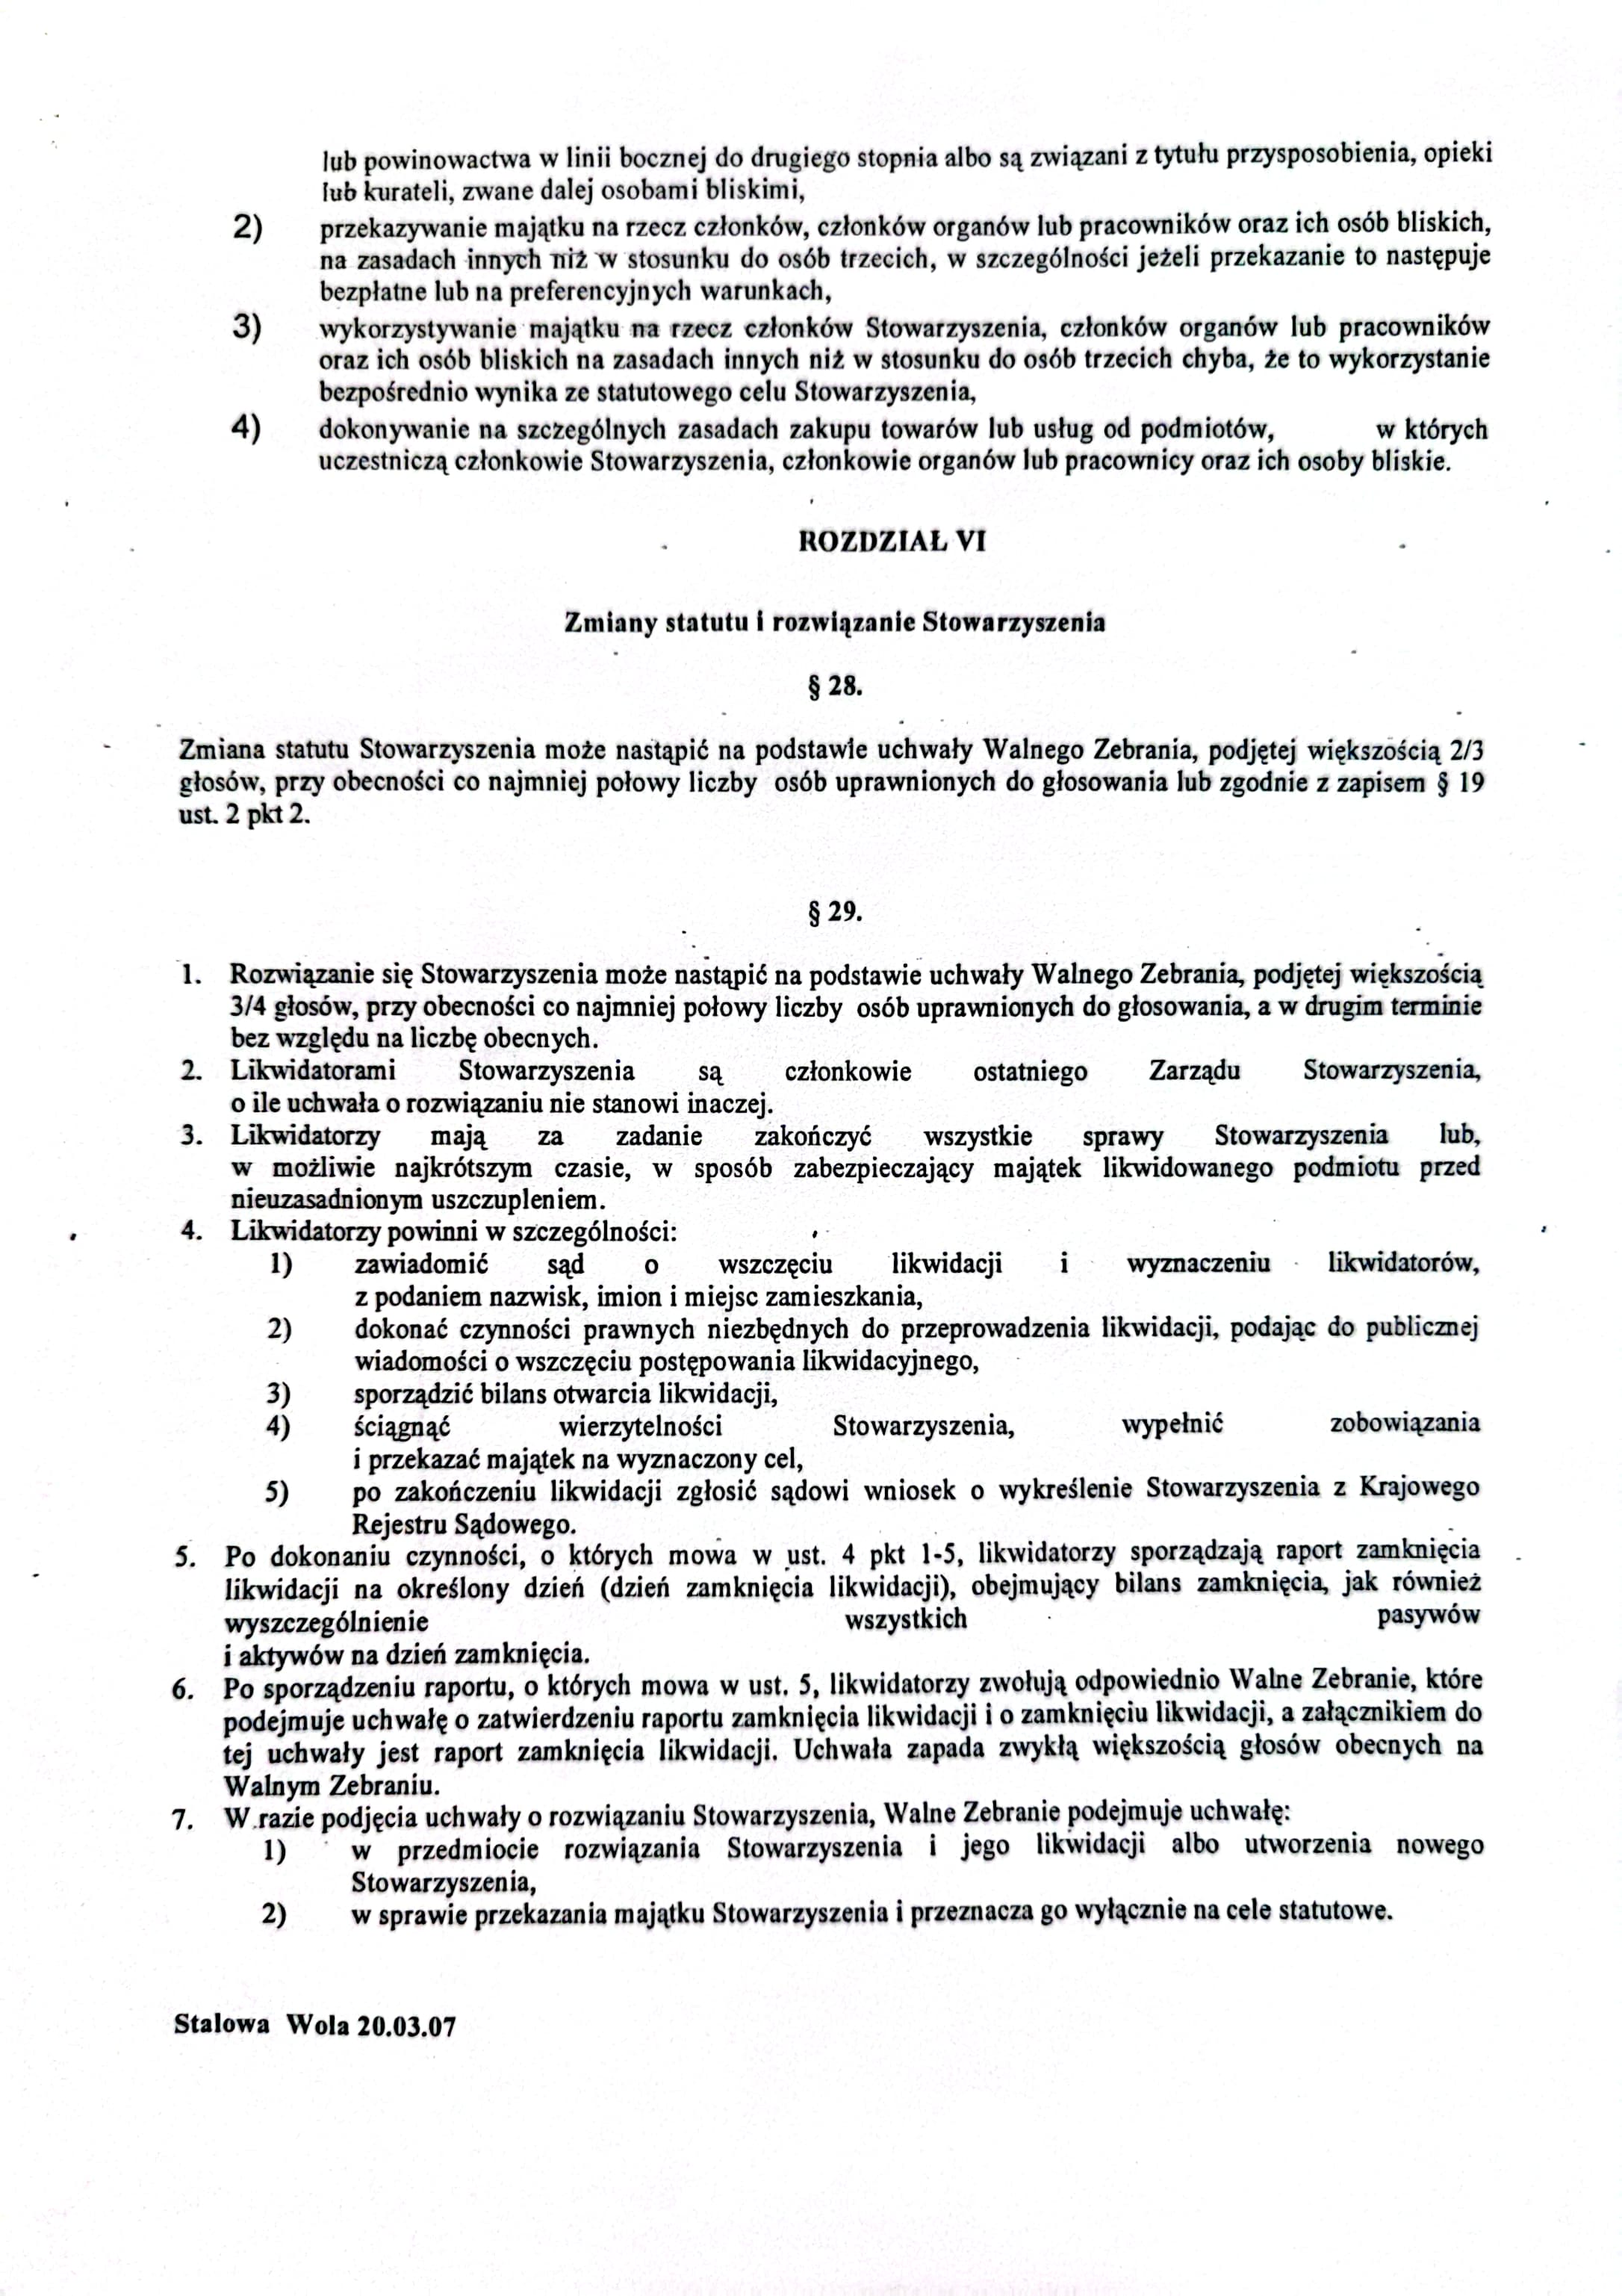 lub powinowactwa w linii bocznej do drugiego stopnia albo są związani z tytułu przysposobienia, opieki
lub kurateli, zwane dalej osobami bliskimi,
2) przekazywanie majątku na rzecz członków, członków organów lub pracowników oraz ich osób bliskich,
na zasadach innych niż w stosunku do osób trzecich, w szczególności jeżeli przekazanie to następuje
bezpłatne lub na preferencyjnych warunkach,
3) wykorzystywanie majątku na rzecz członków Stowarzyszenia, członków organów lub pracowników
oraz ich osób bliskich na zasadach innych niż w stosunku do osób trzecich chyba, że to wykorzystanie
bezpośrednio wynika ze statutowego celu Stowarzyszenia,
4) dokonywanie na szczególnych zasadach zakupu towarów lub usług od podmiotów, w których
uczestniczą członkowie Stowarzyszenia, członkowie organów lub pracownicy oraz ich osoby bliskie.
ROZDZIAŁ VI
Zmiany statutu i rozwiązanie Stowarzyszenia
§ 28.
Zmiana statutu Stowarzyszenia może nastąpić na podstawie uchwały Walnego Zebrania, podjętej większością 2/3
głosów, przy obecności co najmniej połowy liczby osób uprawnionych do głosowania lub zgodnie z zapisem § 19
ust. 2 pkt 2.
§ 29.
1. Rozwiązanie się Stowarzyszenia może nastąpić na podstawie uchwały Walnego Zebrania, podjętej większością
3/4 głosów, przy obecności co najmniej połowy liczby osób uprawnionych do głosowania, a w drugim terminie
bez względu na liczbę obecnych.
2. Likwidatorami Stowarzyszenia są członkowie ostatniego Zarządu Stowarzyszenia,
o ile uchwała o rozwiązaniu nie stanowi inaczej.
3. Likwidatorzy mają za zadanie zakończyć wszystkie sprawy Stowarzyszenia lub,
w możliwie najkrótszym czasie, w sposób zabezpieczający majątek likwidowanego podmiotu przed
nieuzasadnionym uszczupleniem.
4. Likwidatorzy powinni w szczególności:
1) zawiadomić sąd o wszczęciu likwidacji i wyznaczeniu likwidatorów,
z podaniem nazwisk, imion i miejsc zamieszkania,
2) dokonać czynności prawnych niezbędnych do przeprowadzenia likwidacji, podając do publicznej
wiadomości o wszczęciu postępowania likwidacyjnego,
3) sporządzić bilans otwarcia likwidacji,
4) ściągnąć wierzytelności Stowarzyszenia, wypełnić zobowiązania
i przekazać majątek na wyznaczony cel,
5) po zakończeniu likwidacji zgłosić sądowi wniosek o wykreślenie Stowarzyszenia z Krajowego
Rejestru Sądowego.
5. Po dokonaniu czynności, o których mowa w ust. 4 pkt 1-5, likwidatorzy sporządzają raport zamknięcia
likwidacji na określony dzień (dzień zamknięcia likwidacji), obejmujący bilans zamknięcia, jak również
wyszczególnienie wszystkich pasywów
i aktywów na dzień zamknięcia.
6. Po sporządzeniu raportu, o których mowa w ust. 5, likwidatorzy zwołują odpowiednio Walne Zebranie, które
podejmuje uchwałę o zatwierdzeniu raportu zamknięcia likwidacji i o zamknięciu likwidacji, a załącznikiem do
tej uchwały jest raport zamknięcia likwidacji. Uchwała zapada zwykłą większością głosów obecnych na
Walnym Zebraniu.
7. W razie podjęcia uchwały o rozwiązaniu Stowarzyszenia, Walne Zebranie podejmuje uchwałę:
1) w przedmiocie rozwiązania Stowarzyszenia i jego likwidacji albo utworzenia nowego
Stowarzyszenia,
2) w sprawie przekazania majątku Stowarzyszenia i przeznacza go wyłącznie na cele statutowe.
Stalowa Wola 20.03.07